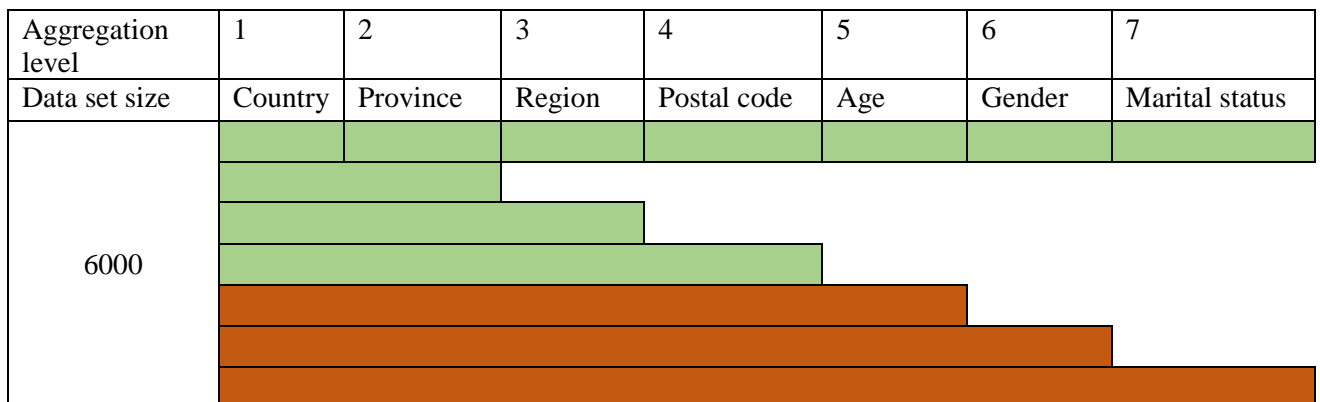 Aggregation level 1 2 3 4 5 6 7
Data set size Country Province Region Postal code Age Gender Marital status
6000